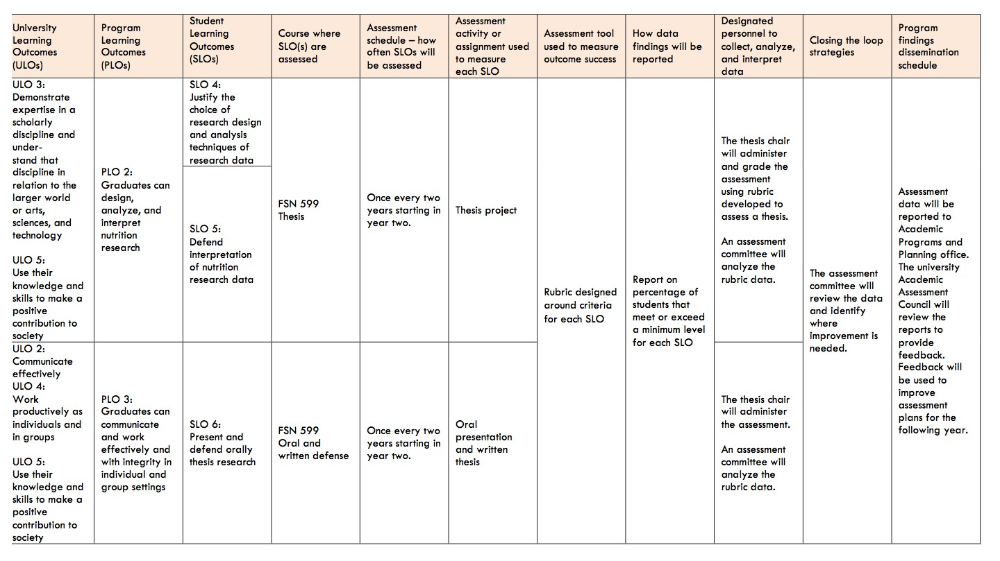 University
Learning
Outcomes
(ULOs)
Program
Learning
Outcomes
(PLOs)
Student
Learning
Outcomes
(SLOs)
Course where
SLO(s) are
assessed
Assessment
schedule – how
often SLOs will
be assessed
Assessment
activity or
assignment used
to measure
each SLO
Assessment tool
used to measure
outcome success
How data
findings will be
reported
Designated
personnel to
collect, analyze,
and interpret
data
Closing the loop
strategies
Program
findings
dissemination
schedule
ULO 3:
Demonstrate
expertise in a
scholarly
discipline and
under-
stand that
discipline in
relation to the
larger world
or arts,
sciences, and
technology
ULO 5:
Use their
knowledge and
skills to make a
positive
contribution to
society
PLO 2:
Graduates can
design,
analyze, and
interpret
nutrition
research
SLO 4:
Justify the
choice of
research design
and analysis
techniques of
research data
SLO 5:
Defend
interpretation
of nutrition
research data
FSN 599
Thesis
Once every two
years starting in
year two.
Thesis project
Rubric designed
around criteria
for each SLO
Report on
percentage of
students that
meet or exceed
a minimum level
for each SLO
The thesis chair
will administer
and grade the
assessment
using rubric
developed to
assess a thesis.
An assessment
committee will
analyze the
rubric data.
The assessment
committee will
review the data
and identify
where
improvement is
needed.
Assessment
data will be
reported to
Academic
Programs and
Planning office.
The university
Academic
Assessment
Council will
review the
reports to
provide
feedback.
Feedback will
be used to
improve
assessment
plans for the
following year.
ULO 2:
Communicate
effectively
ULO 4:
Work
productively as
individuals and
in groups
ULO 5:
Use their
knowledge and
skills to make a
positive
contribution to
society
PLO 3:
Graduates can
communicate
and work
effectively and
with integrity in
individual and
group settings
SLO 6:
Present and
defend orally
thesis research
FSN 599
Oral and
written defense
Once every two
years starting in
year two.
Oral
presentation
and written
thesis
The thesis chair
will administer
the assessment.
An assessment
committee will
analyze the
rubric data.